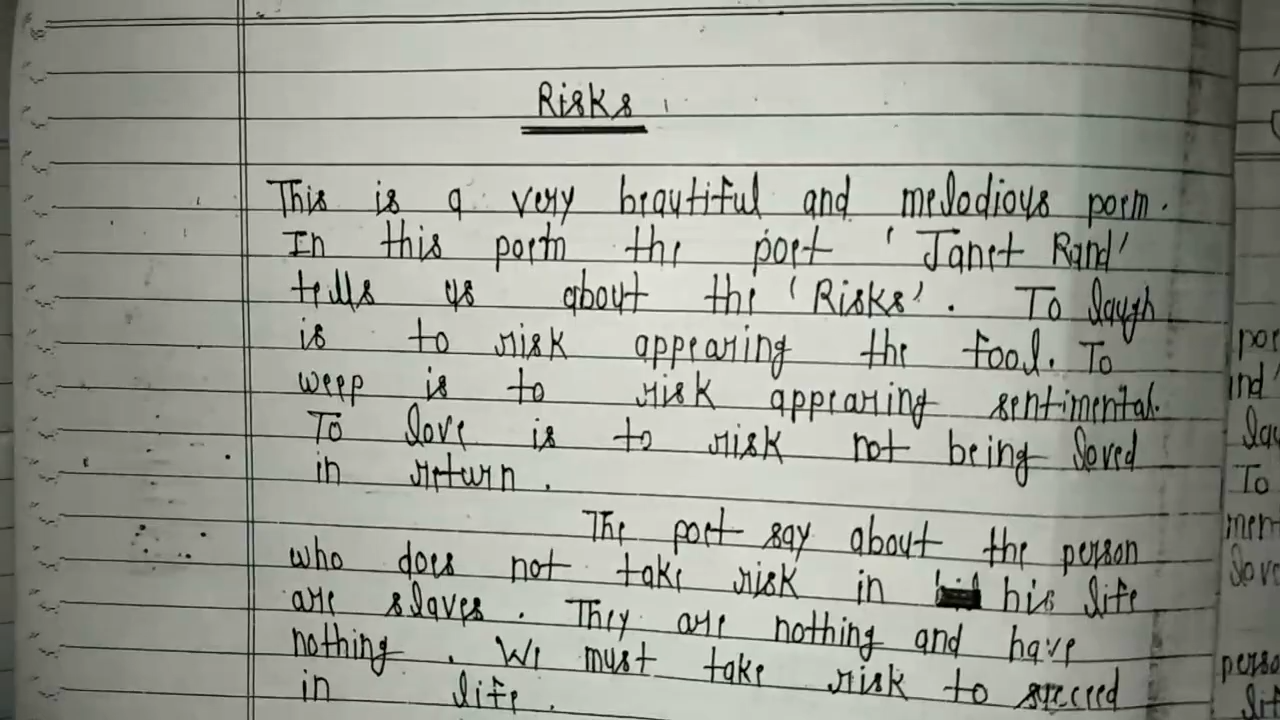 Risks
This is a very beautiful and melodious poem.
In this poem the poet 'Janet Rand'
tells us about the 'Risks'. To laugh
is to risk appearing the fool. To
weep is to risk appearing sentimental.
To love is to risk not being loved
in return.
The poet say about the person
who does not take risk in his life
are slaves. They are nothing and have
nothing. We must take risk to succeed
in life.